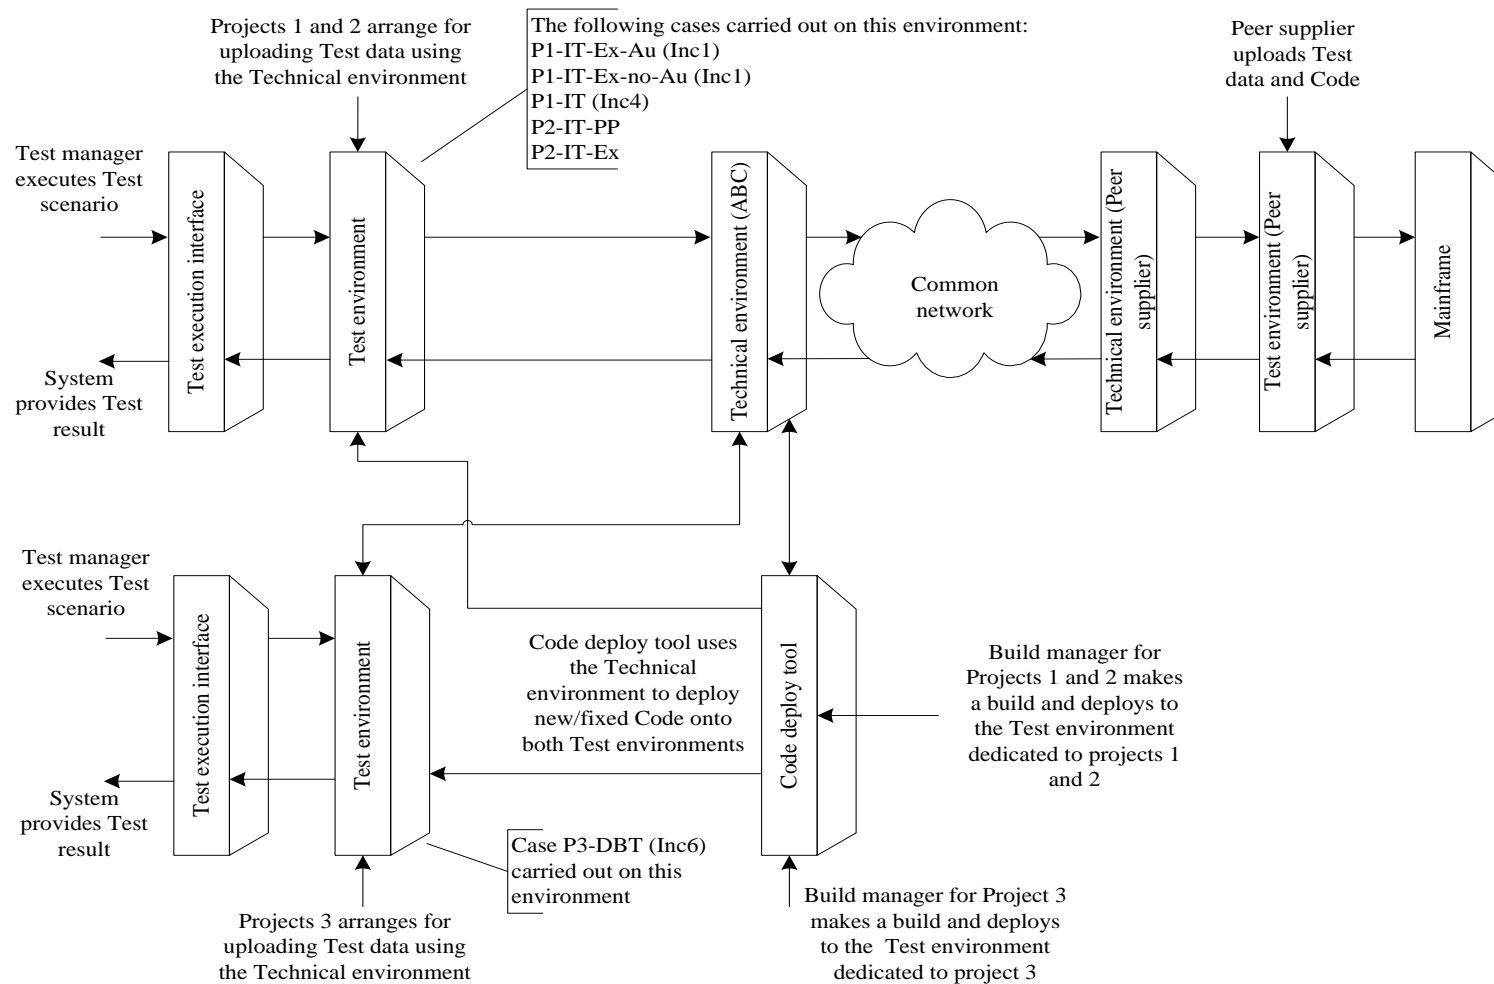 Projects 1 and 2 arrange for
uploading Test data using
the Technical environment
The following cases carried out on this environment:
P1-IT-Ex-Au (Inc1)
P1-IT-Ex-no-Au (Inc1)
P1-IT (Inc4)
P2-IT-PP
P2-IT-Ex
Peer supplier
uploads Test
data and Code
Test manager
executes Test
scenario
Test execution interface
Test environment
Technical environment (ABC)
Common
network
Technical environment (Peer
supplier)
Test environment (Peer
supplier)
Mainframe
System
provides Test
result
Test manager
executes Test
scenario
Test execution interface
Test environment
Code deploy tool uses
the Technical
environment to deploy
new/fixed Code onto
both Test environments
Code deploy tool
Build manager for
Projects 1 and 2 makes
a build and deploys to
the Test environment
dedicated to projects 1
and 2
System
provides Test
result
Case P3-DBT (Inc6)
carried out on this
environment
Projects 3 arranges for
uploading Test data using
the Technical environment
Build manager for Project 3
makes a build and deploys
to the  Test environment
dedicated to project 3